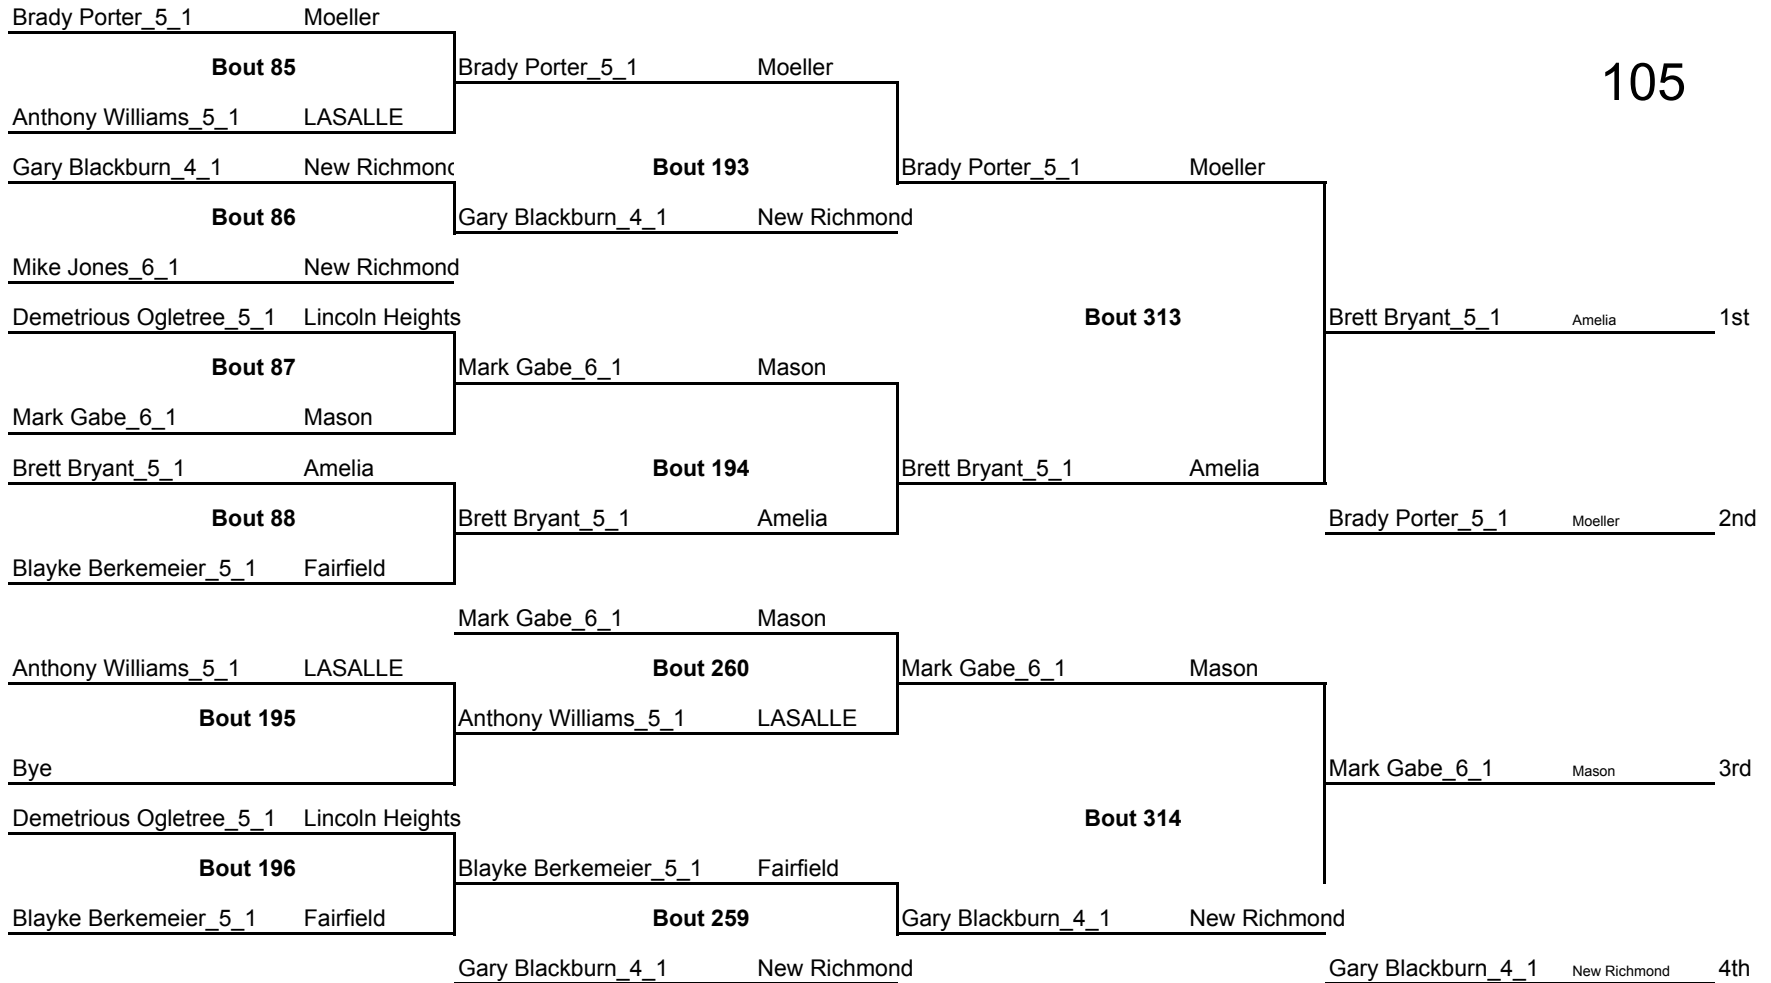 Brady Porter_5_1 Moeller
Bout 85 Brady Porter_5_1 Moeller
105
Anthony Williams_5_1 LASALLE
Gary Blackburn_4_1 New Richmond Bout 193 Brady Porter_5_1 Moeller
Bout 86 Gary Blackburn_4_1 New Richmond
Mike Jones_6_1 New Richmond
Demetrious Ogletree_5_1 Lincoln Heights Bout 313 Brett Bryant_5_1 Amelia 1st
Bout 87 Mark Gabe_6_1 Mason
Mark Gabe_6_1 Mason
Brett Bryant_5_1 Amelia Bout 194 Brett Bryant_5_1 Amelia
Bout 88 Brett Bryant_5_1 Amelia Brady Porter_5_1 Moeller 2nd
Blayke Berkemeier_5_1 Fairfield
Mark Gabe_6_1 Mason
Anthony Williams_5_1 LASALLE Bout 260 Mark Gabe_6_1 Mason
Bout 195 Anthony Williams_5_1 LASALLE
Bye Mark Gabe_6_1 Mason 3rd
Demetrious Ogletree_5_1 Lincoln Heights Bout 314
Bout 196 Blayke Berkemeier_5_1 Fairfield
Blayke Berkemeier_5_1 Fairfield Bout 259 Gary Blackburn_4_1 New Richmond
Gary Blackburn_4_1 New Richmond Gary Blackburn_4_1 New Richmond 4th